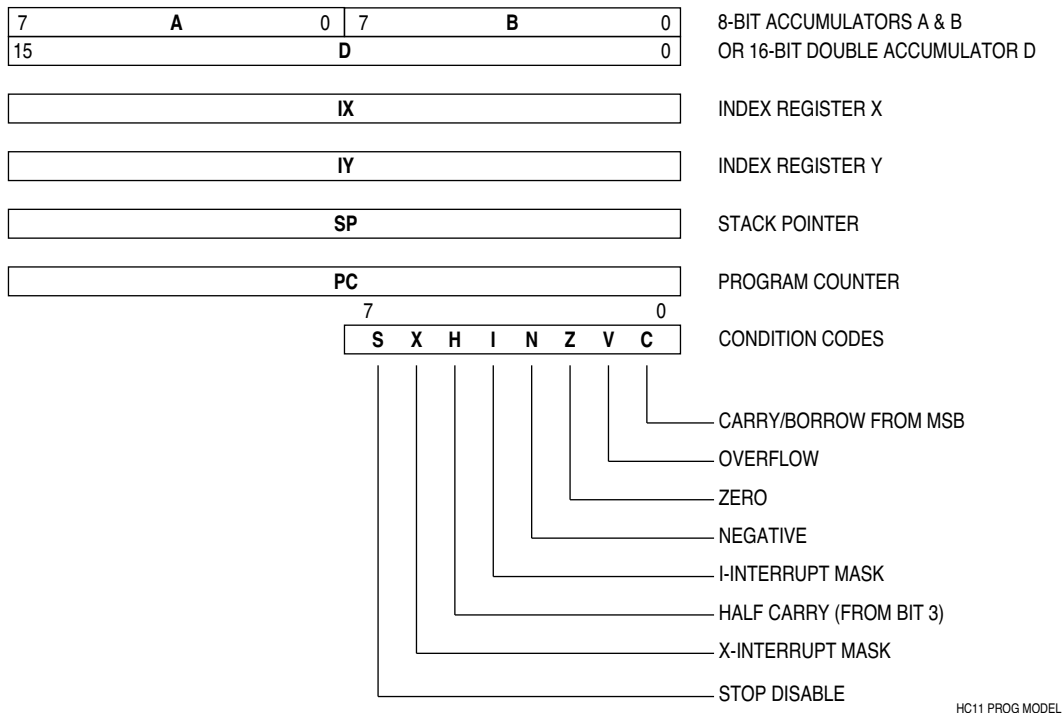 7 A 0 7 B 0 8-BIT ACCUMULATORS A & B
15 D 0 OR 16-BIT DOUBLE ACCUMULATOR D
IX INDEX REGISTER X
IY INDEX REGISTER Y
SP STACK POINTER
PC PROGRAM COUNTER
7 0
S X H I N Z V C CONDITION CODES
CARRY/BORROW FROM MSB
OVERFLOW
ZERO
NEGATIVE
I-INTERRUPT MASK
HALF CARRY (FROM BIT 3)
X-INTERRUPT MASK
STOP DISABLE
HC11 PROG MODEL